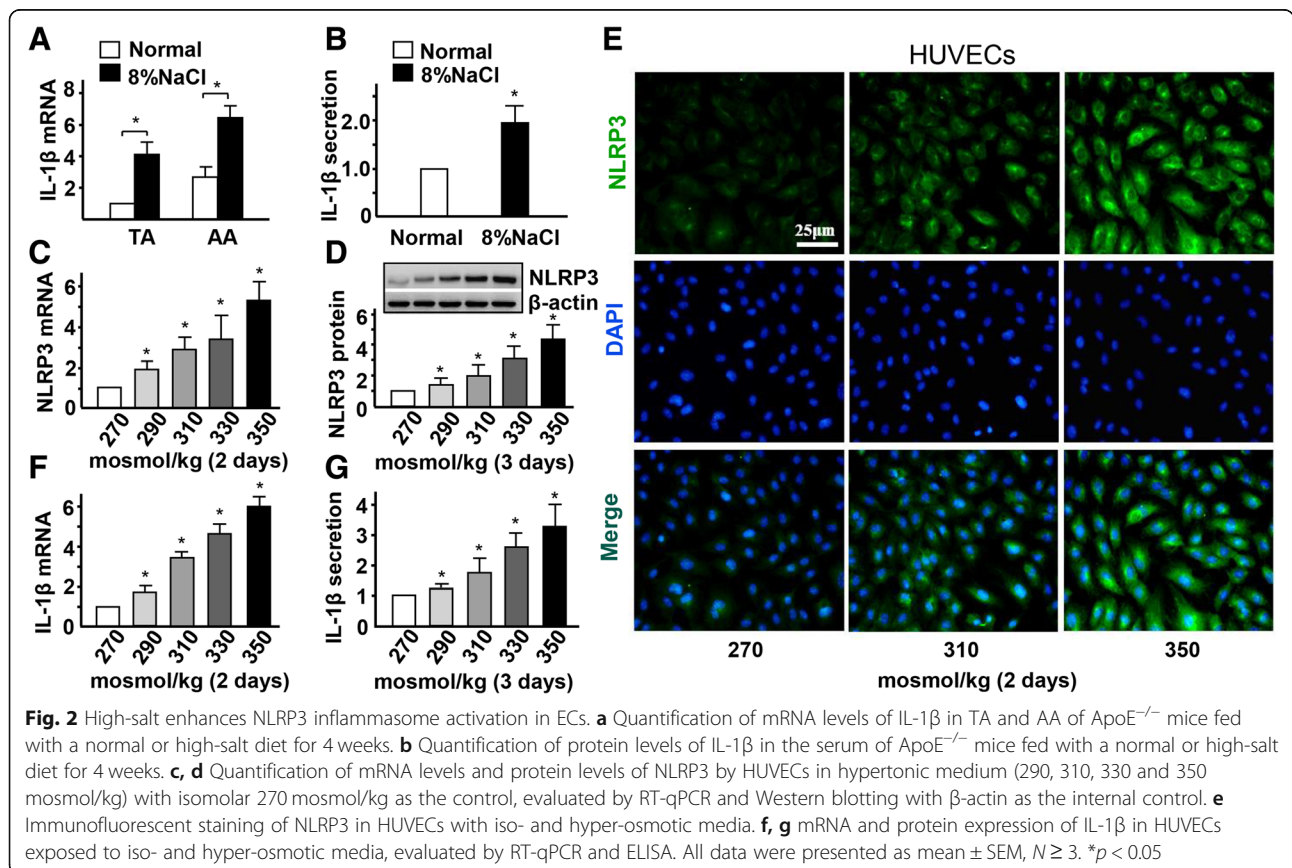 A
Normal
8%NaCl
IL-1β mRNA
6
4
2
*
*
TA AA
B
Normal
8%NaCl
IL-1β secretion
2.0
1.0
0
*
Normal 8%NaCl
C
NLRP3 mRNA
6
4
2
0
* * * *
270 290 310 330 350
mosmol/kg (2 days)
D
NLRP3
β-actin
NLRP3 protein
6
4
2
0
* * * *
270 290 310 330 350
mosmol/kg (3 days)
E
HUVECs
NLRP3
25μm
DAPI
Merge
270 310 350
mosmol/kg (2 days)
F
IL-1β mRNA
6
4
2
0
* * * *
270 290 310 330 350
mosmol/kg (2 days)
G
IL-1β secretion
4
3
2
1
0
* * * *
270 290 310 330 350
mosmol/kg (3 days)
Fig. 2 High-salt enhances NLRP3 inflammasome activation in ECs. a Quantification of mRNA levels of IL-1β in TA and AA of ApoE−/− mice fed
with a normal or high-salt diet for 4 weeks. b Quantification of protein levels of IL-1β in the serum of ApoE−/− mice fed with a normal or high-salt
diet for 4 weeks. c, d Quantification of mRNA levels and protein levels of NLRP3 by HUVECs in hypertonic medium (290, 310, 330 and 350
mosmol/kg) with isomolar 270 mosmol/kg as the control, evaluated by RT-qPCR and Western blotting with β-actin as the internal control. e
Immunofluorescent staining of NLRP3 in HUVECs with iso- and hyper-osmotic media. f, g mRNA and protein expression of IL-1β in HUVECs
exposed to iso- and hyper-osmotic media, evaluated by RT-qPCR and ELISA. All data were presented as mean ± SEM, N ≥ 3. *p < 0.05